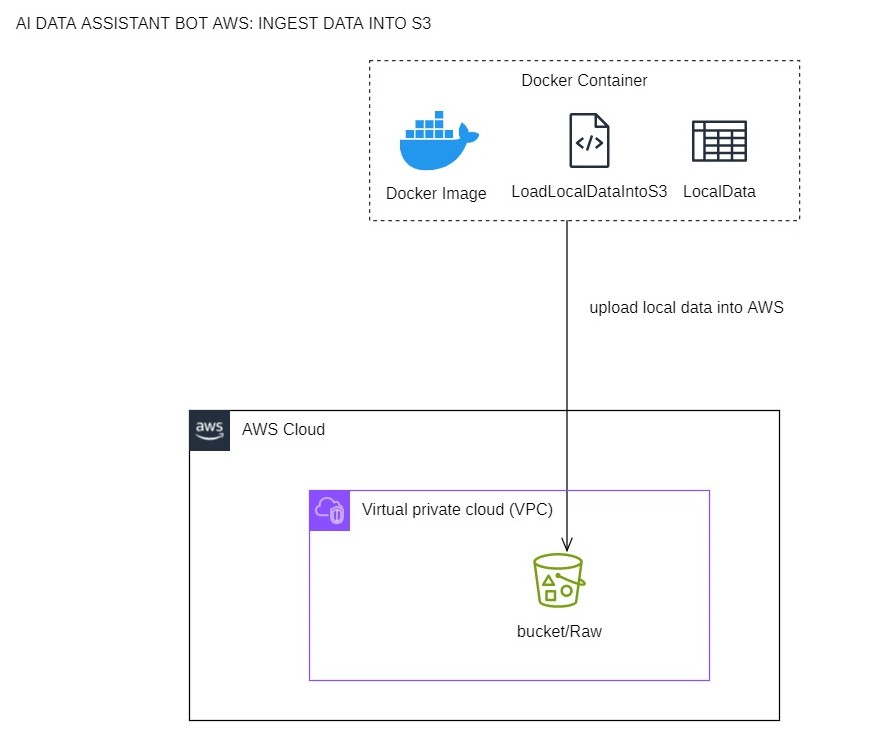 AI DATA ASSISTANT BOT AWS: INGEST DATA INTO S3
Docker Container
</>
Docker Image
LoadLocalDataIntoS3
LocalData
upload local data into AWS
aws
AWS Cloud
Virtual private cloud (VPC)
bucket/Raw